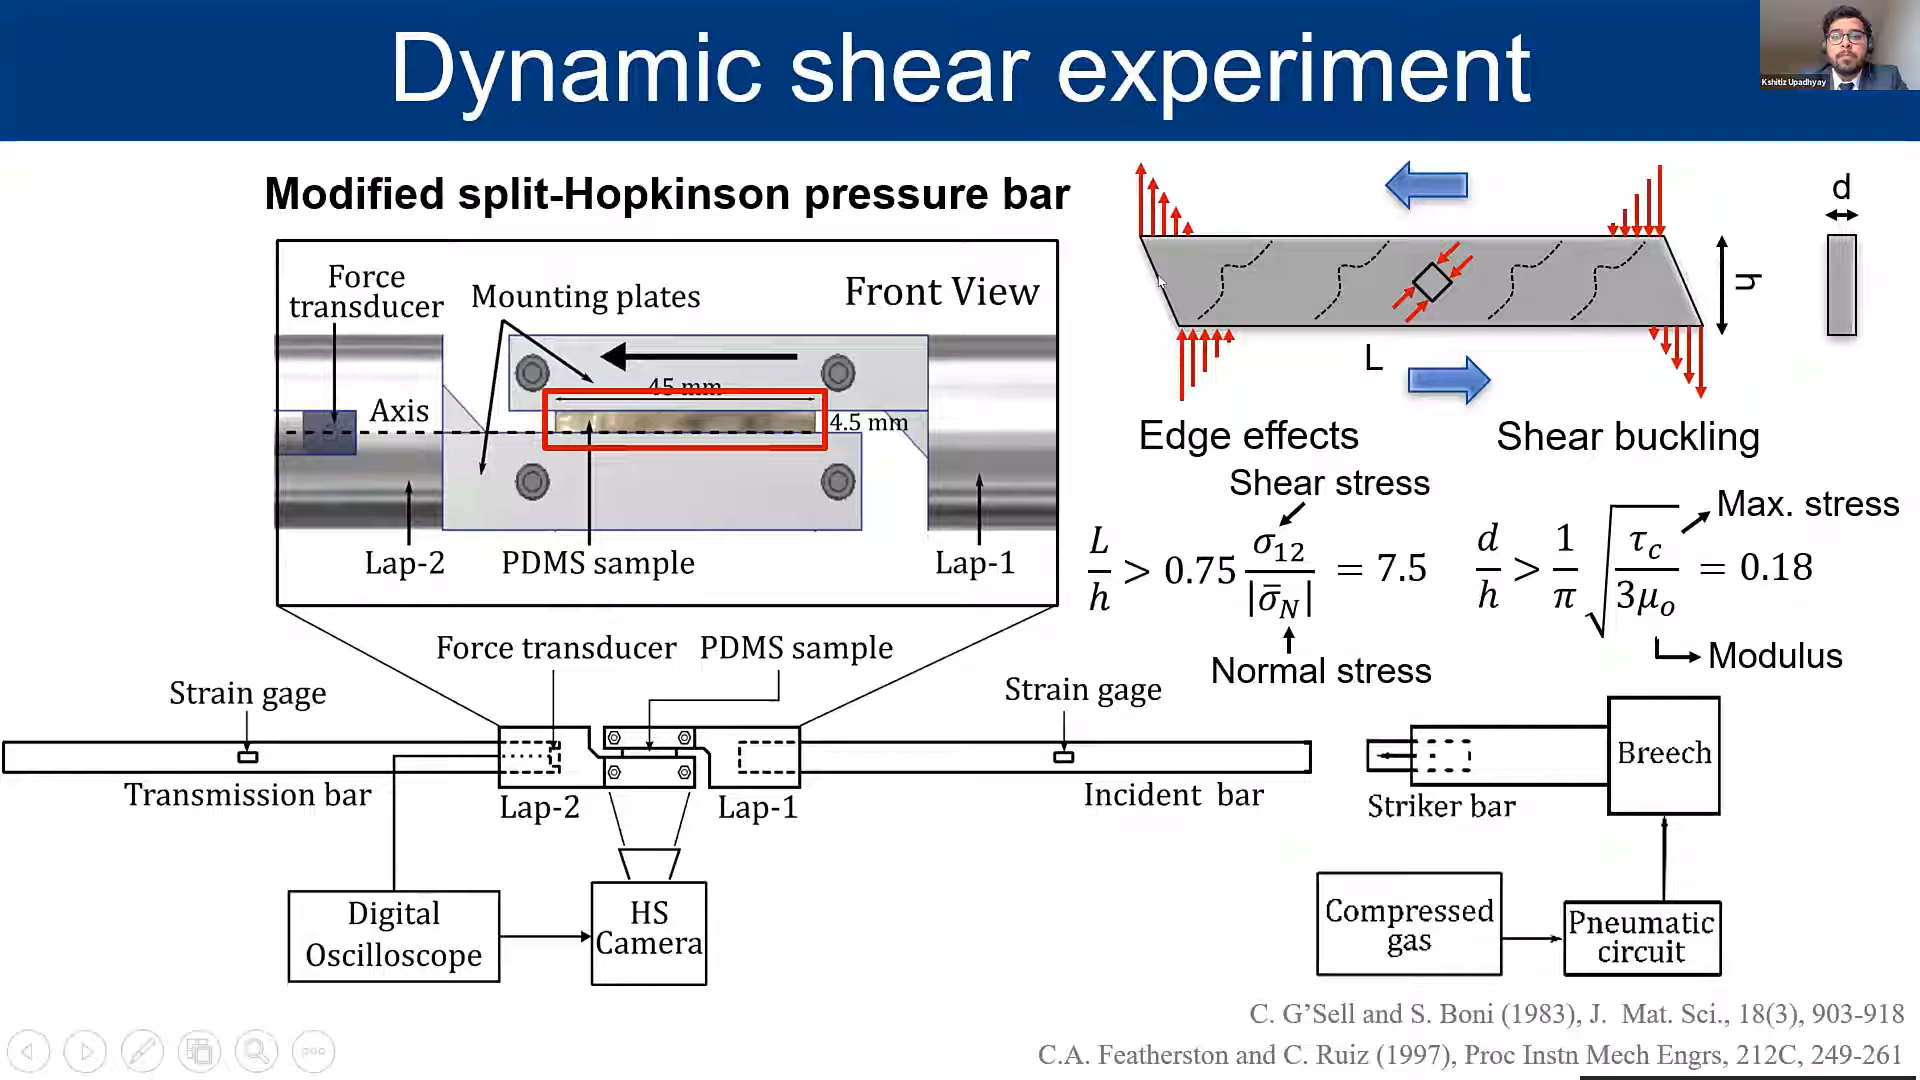 Dynamic shear experiment
Kshitiz Upadhyay
Modified split-Hopkinson pressure bar
Force
transducer
Mounting plates
Front View
45 mm
Axis
4.5 mm
Lap-2
PDMS sample
Lap-1
d
h
L
Edge effects
Shear buckling
Shear stress
Max. stress
L/h > 0.75 σ12/|σ̄N| = 7.5
d/h > 1/π √(τc/3μo) = 0.18
Normal stress
Modulus
Force transducer
PDMS sample
Strain gage
Strain gage
Transmission bar
Lap-2
Lap-1
Incident bar
Striker bar
Breech
Digital
Oscilloscope
HS
Camera
Compressed
gas
Pneumatic
circuit
C. G’Sell and S. Boni (1983), J. Mat. Sci., 18(3), 903-918
C.A. Featherston and C. Ruiz (1997), Proc Instn Mech Engrs, 212C, 249-261